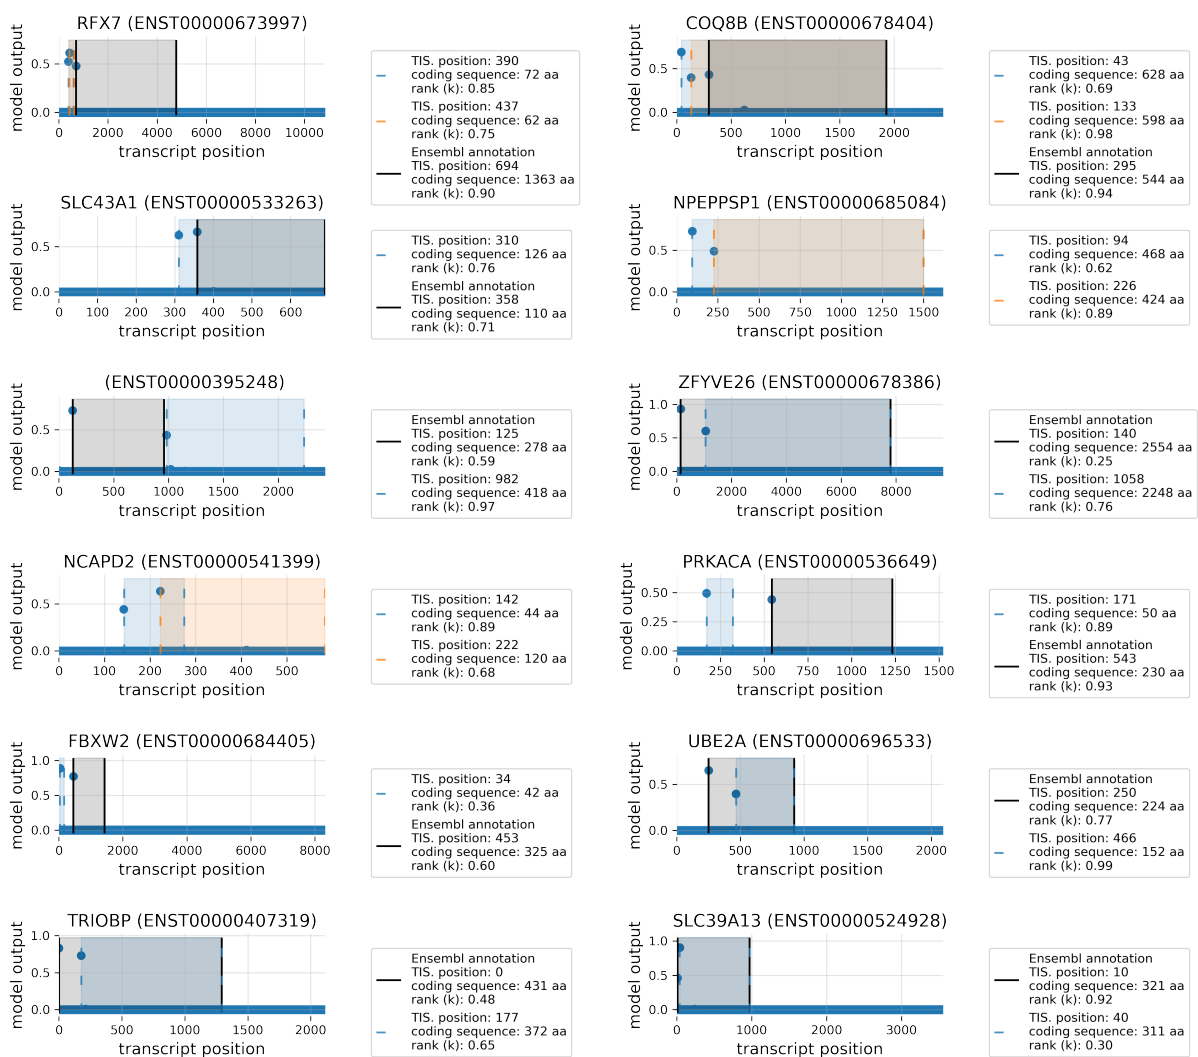 RFX7 (ENST00000673997)
model output
0.5
0.0
0
2000
4000
6000
8000
10000
transcript position
TIS. position: 390
coding sequence: 72 aa
rank (k): 0.85
TIS. position: 437
coding sequence: 62 aa
rank (k): 0.75
Ensembl annotation
TIS. position: 694
coding sequence: 1363 aa
rank (k): 0.90
COQ8B (ENST00000678404)
model output
0.5
0.0
0
500
1000
1500
2000
transcript position
TIS. position: 43
coding sequence: 628 aa
rank (k): 0.69
TIS. position: 133
coding sequence: 598 aa
rank (k): 0.98
Ensembl annotation
TIS. position: 295
coding sequence: 544 aa
rank (k): 0.94
SLC43A1 (ENST00000533263)
model output
0.5
0.0
0
100
200
300
400
500
600
transcript position
TIS. position: 310
coding sequence: 126 aa
rank (k): 0.76
Ensembl annotation
TIS. position: 358
coding sequence: 110 aa
rank (k): 0.71
NPEPPSP1 (ENST00000685084)
model output
0.5
0.0
0
250
500
750
1000
1250
1500
transcript position
TIS. position: 94
coding sequence: 468 aa
rank (k): 0.62
TIS. position: 226
coding sequence: 424 aa
rank (k): 0.89
(ENST00000395248)
model output
0.5
0.0
0
500
1000
1500
2000
transcript position
Ensembl annotation
TIS. position: 125
coding sequence: 278 aa
rank (k): 0.59
TIS. position: 982
coding sequence: 418 aa
rank (k): 0.97
ZFYVE26 (ENST00000678386)
model output
1.0
0.5
0.0
0
2000
4000
6000
8000
transcript position
Ensembl annotation
TIS. position: 140
coding sequence: 2554 aa
rank (k): 0.25
TIS. position: 1058
coding sequence: 2248 aa
rank (k): 0.76
NCAPD2 (ENST00000541399)
model output
0.5
0.0
0
100
200
300
400
500
transcript position
TIS. position: 142
coding sequence: 44 aa
rank (k): 0.89
TIS. position: 222
coding sequence: 120 aa
rank (k): 0.68
PRKACA (ENST00000536649)
model output
0.50
0.25
0.00
0
250
500
750
1000
1250
1500
transcript position
TIS. position: 171
coding sequence: 50 aa
rank (k): 0.89
Ensembl annotation
TIS. position: 543
coding sequence: 230 aa
rank (k): 0.93
FBXW2 (ENST00000684405)
model output
1.0
0.5
0.0
0
2000
4000
6000
8000
transcript position
TIS. position: 34
coding sequence: 42 aa
rank (k): 0.36
Ensembl annotation
TIS. position: 453
coding sequence: 325 aa
rank (k): 0.60
UBE2A (ENST00000696533)
model output
0.5
0.0
0
500
1000
1500
2000
transcript position
Ensembl annotation
TIS. position: 250
coding sequence: 224 aa
rank (k): 0.77
TIS. position: 466
coding sequence: 152 aa
rank (k): 0.99
TRIOBP (ENST00000407319)
model output
1.0
0.5
0.0
0
500
1000
1500
2000
transcript position
Ensembl annotation
TIS. position: 0
coding sequence: 431 aa
rank (k): 0.48
TIS. position: 177
coding sequence: 372 aa
rank (k): 0.65
SLC39A13 (ENST00000524928)
model output
1.0
0.5
0.0
0
1000
2000
3000
transcript position
Ensembl annotation
TIS. position: 10
coding sequence: 321 aa
rank (k): 0.92
TIS. position: 40
coding sequence: 311 aa
rank (k): 0.30